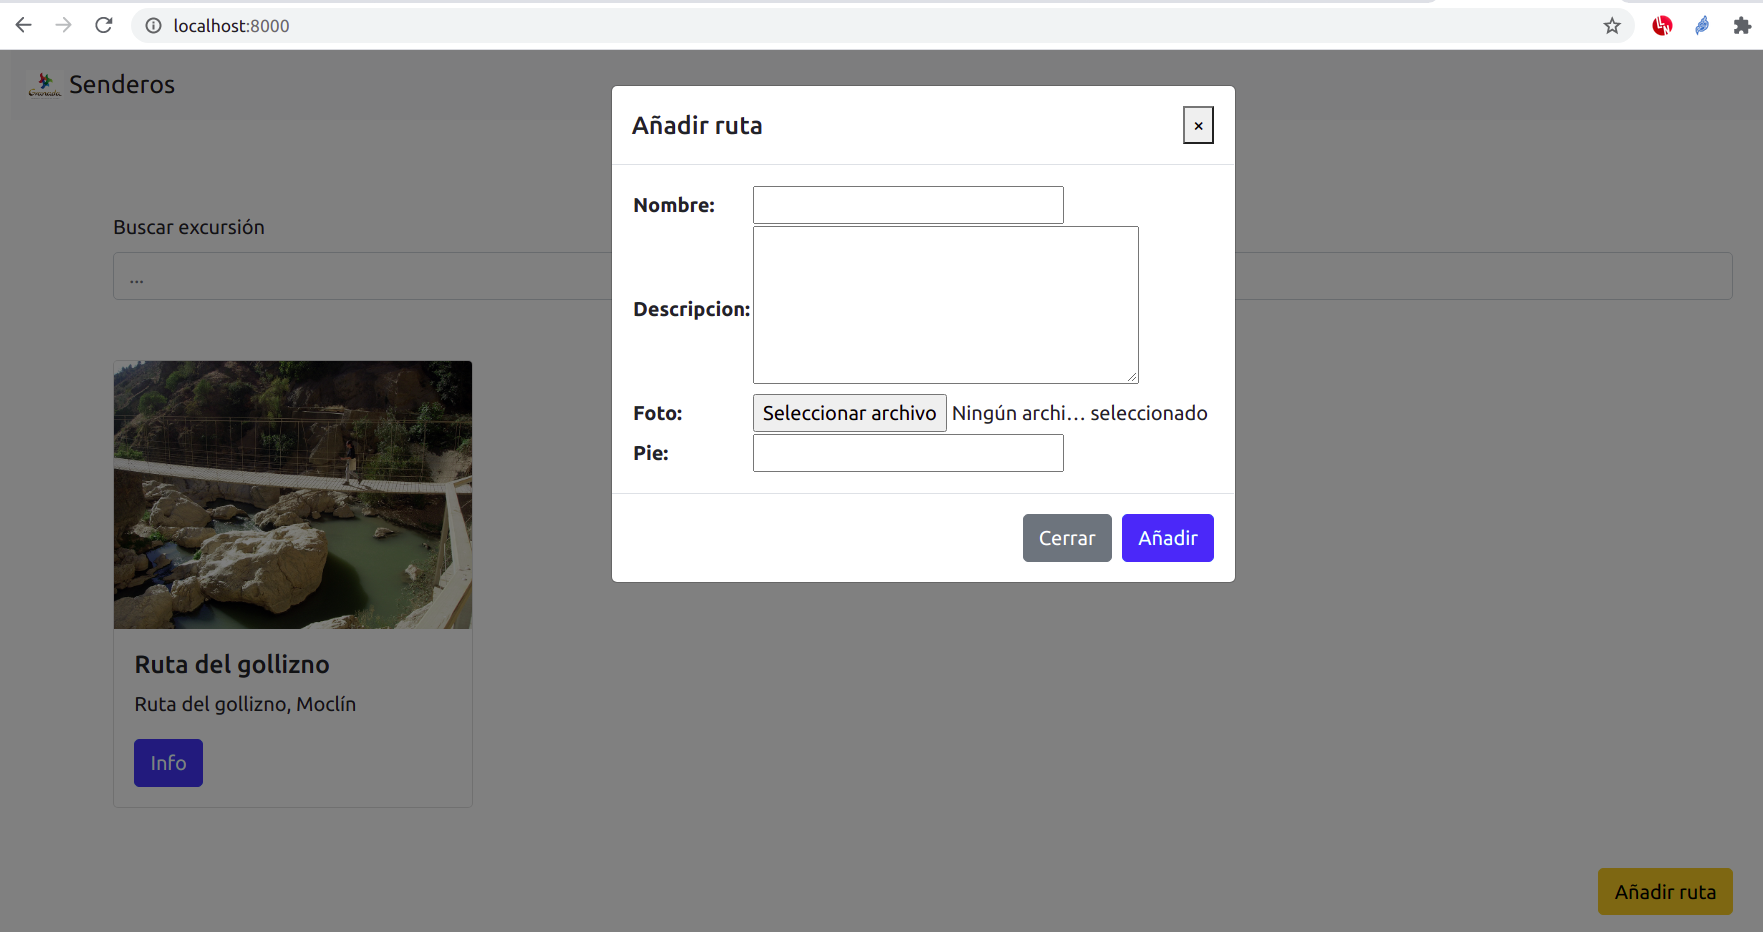 localhost:8000
Granada
Senderos
Añadir ruta
×
Nombre:
Descripcion:
Foto: Seleccionar archivo Ningún archi… seleccionado
Pie:
Cerrar Añadir
Buscar excursión
...
Ruta del gollizno
Ruta del gollizno, Moclín
Info
Añadir ruta